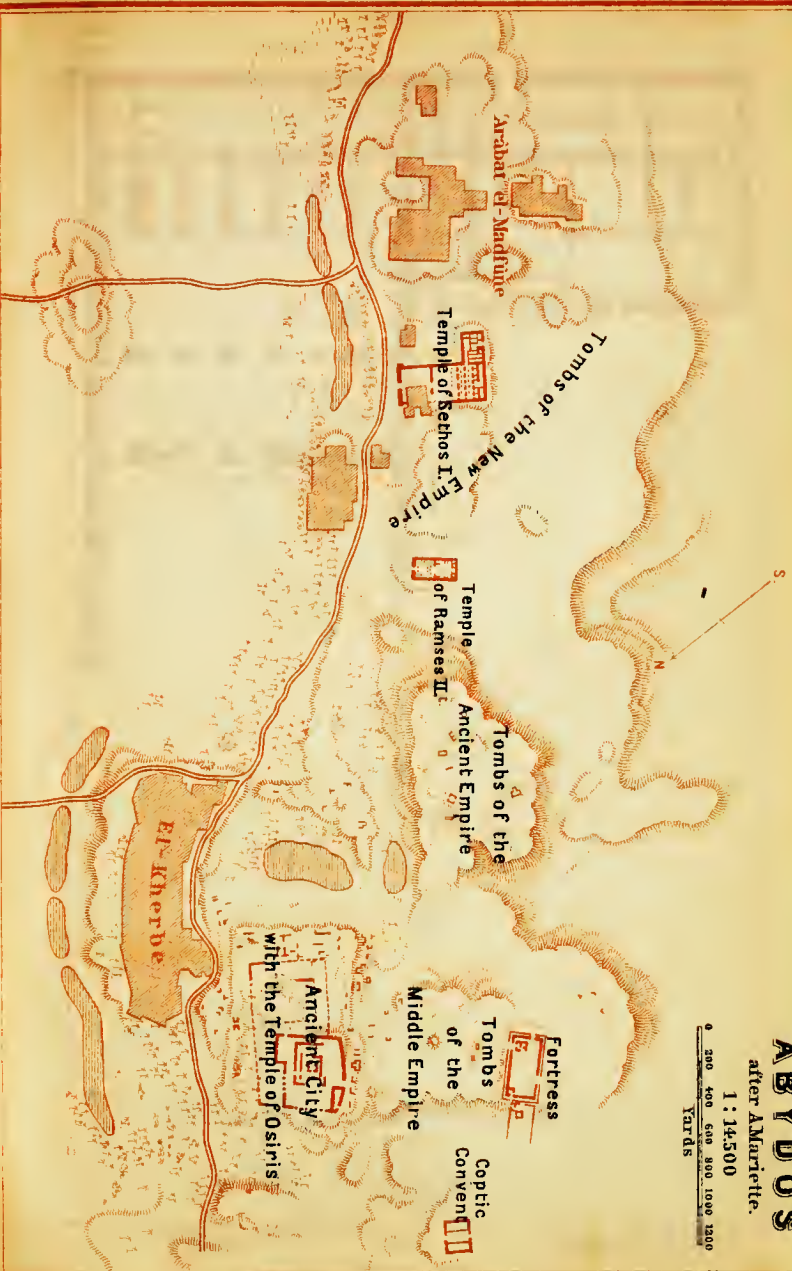 ABYDOS
after A.Mariette.
1 : 14.500
0 200 400 600 800 1000 1200
Yards
S.
N
'Arâbat el-Madfûne
Tombs of the New Empire
Temple of Sethos I.
Temple
of Ramses II.
Tombs of the
Ancient Empire
Fortress
Tombs
of the
Middle Empire
Coptic
Convent
Ancient City
with the Temple of Osiris
El-Kherbe